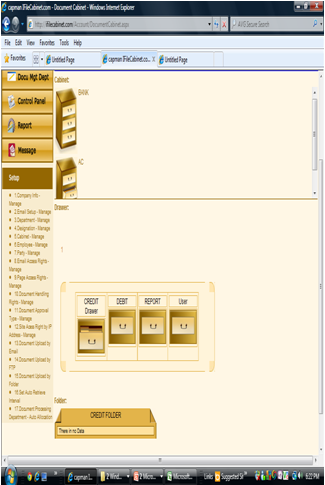 capman |FileCabinet.com... Document Cabinet - Windows Internet Explorer
http://ifilecabinet.com/Account/DocumentCabinet.aspx
AVG Secure Search
File Edit View Favorites Tools Help
Favorites
Untitled Page
capman |FileCabinet.com... X
Untitled Page
Docu Mgt Dept
Control Panel
Report
Message
Setup
1.Company Info - Manage
2.Email Setup - Manage
3.Department - Manage
4.Designation - Manage
5.Cabinet - Manage
6.Employee - Manage
7.Party - Manage
8.Email Access Rights - Manage
9.Page Access Rights - Manage
10.Document Handling Rights - Manage
11.Document Approval Type - Manage
12.Site Acess Right by IP Address - Manage
13.Document Upload by Email
14.Document Upload by FTP
15.Document Upload by Folder
16.Set Auto Retrieve Interval
17.Document Processing Department - Auto Allocation
Cabinet:
BANK
AC
Drawer:
1
CREDIT Drawer
DEBIT
REPORT
User
Folder:
CREDIT FOLDER
There in no Data
capman |...
2 Wind...
2 Micro...
Microsoft...
Links
Suggested Sit
6:22 PM